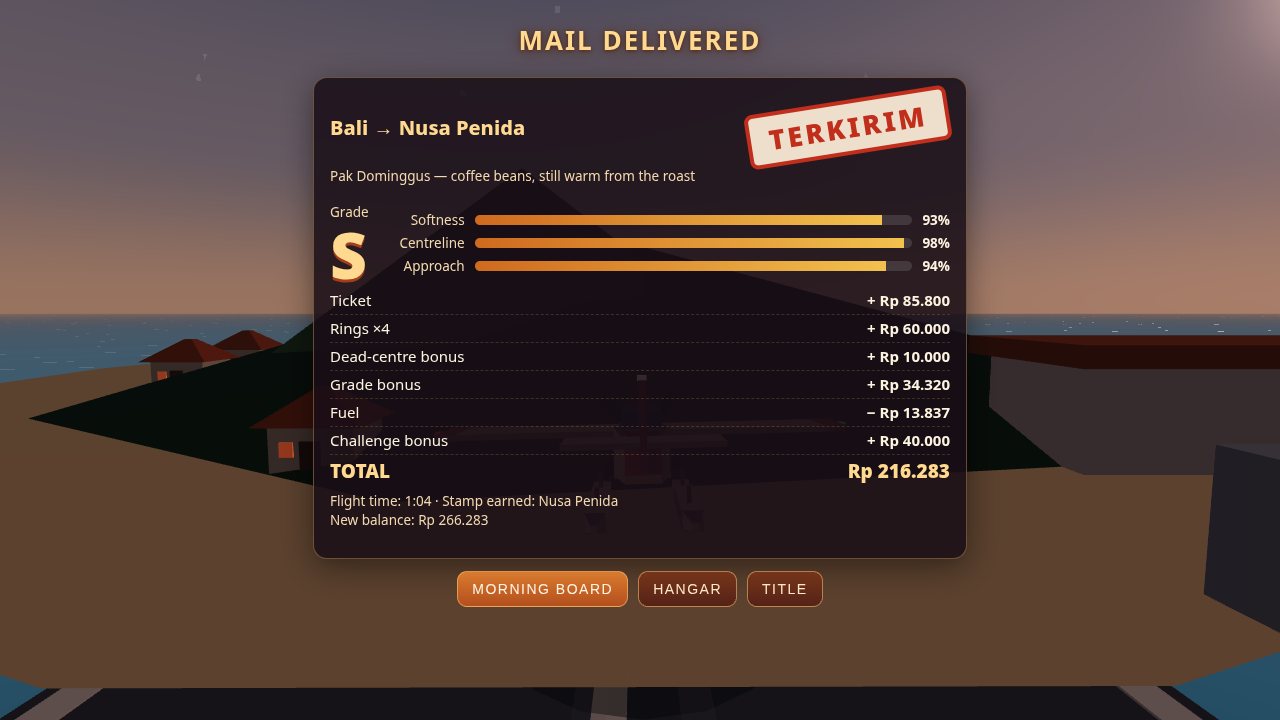 MAIL DELIVERED
Bali → Nusa Penida
TERKIRIM
Pak Dominggus — coffee beans, still warm from the roast
Grade
S
Softness 93%
Centreline 98%
Approach 94%
Ticket + Rp 85.800
Rings ×4 + Rp 60.000
Dead-centre bonus + Rp 10.000
Grade bonus + Rp 34.320
Fuel − Rp 13.837
Challenge bonus + Rp 40.000
TOTAL Rp 216.283
Flight time: 1:04 · Stamp earned: Nusa Penida
New balance: Rp 266.283
MORNING BOARD HANGAR TITLE